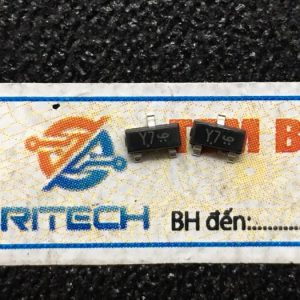 Y7 Y7
T M B
RITECH
BH đến:..........